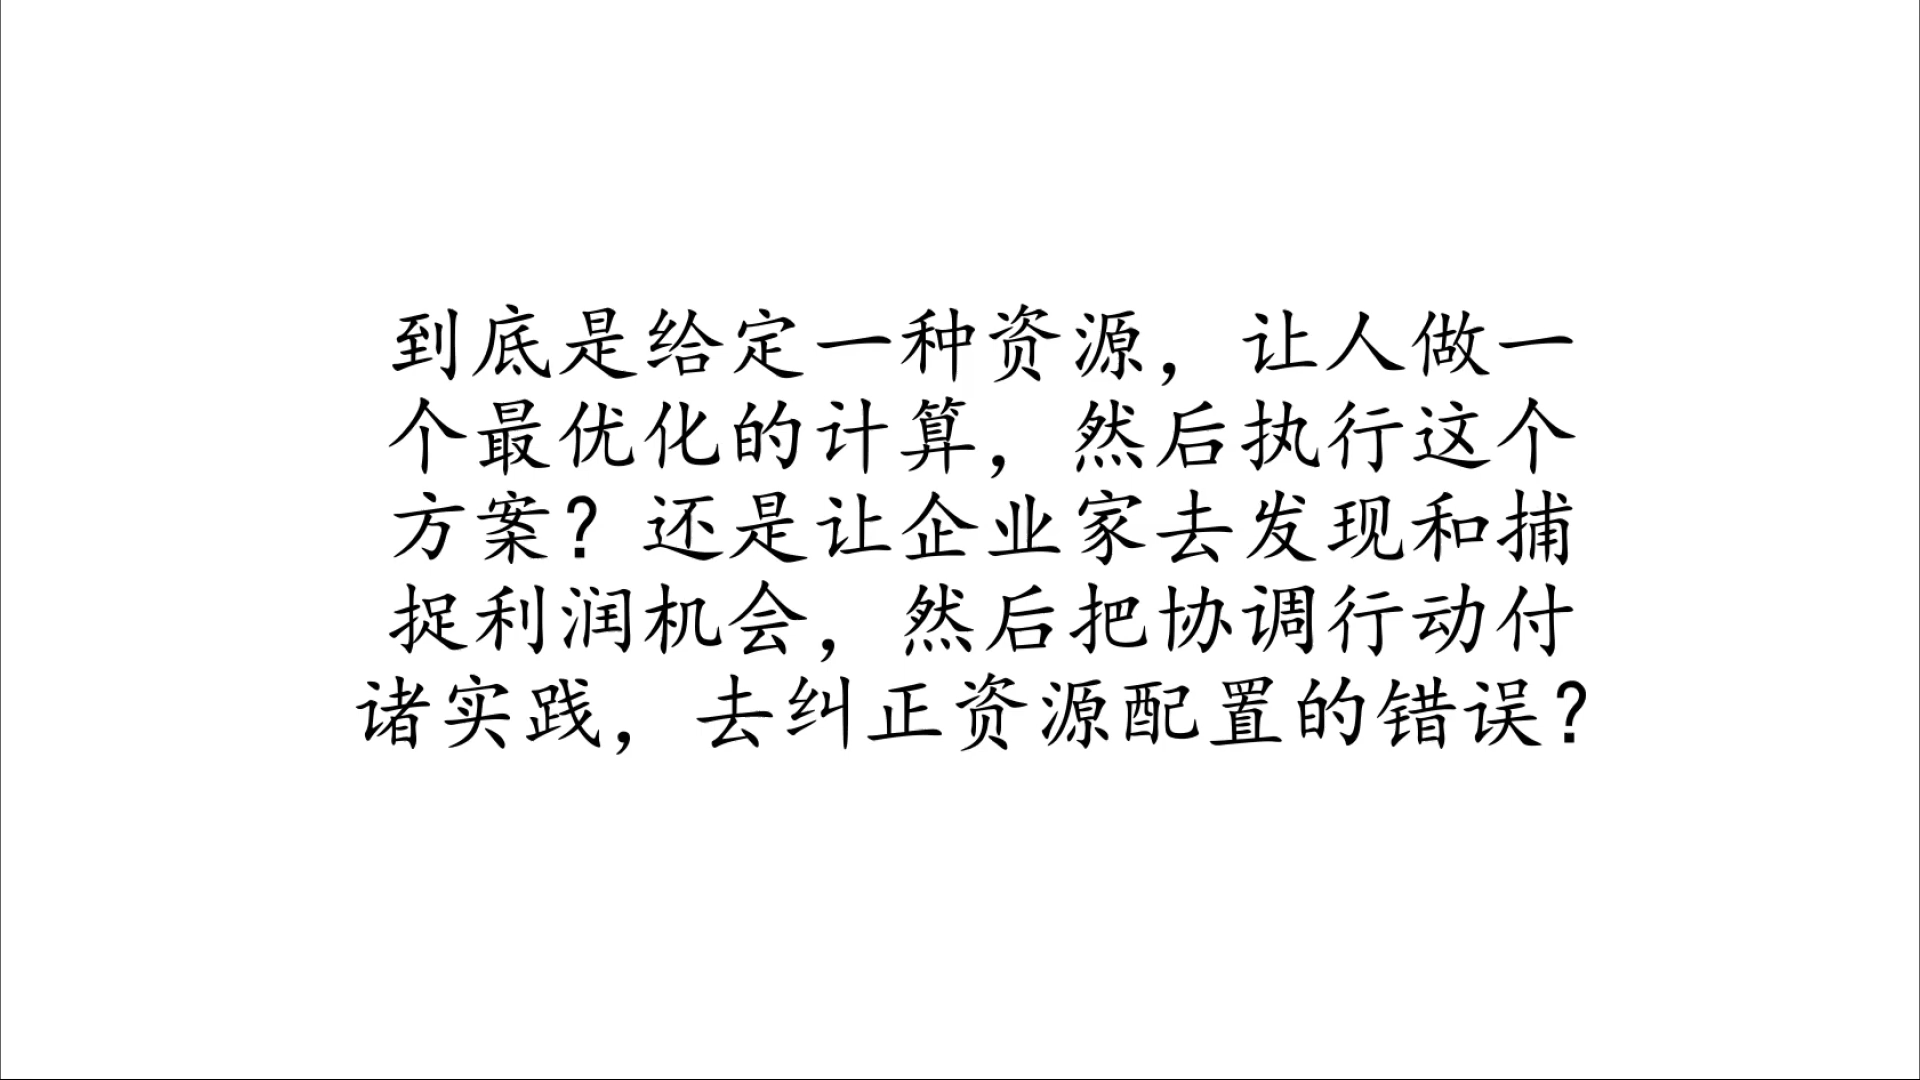 到底是给定一种资源，让人做一
个最优化的计算，然后执行这个
方案？还是让企业家去发现和捕
捉利润机会，然后把协调行动付
诸实践，去纠正资源配置的错误？